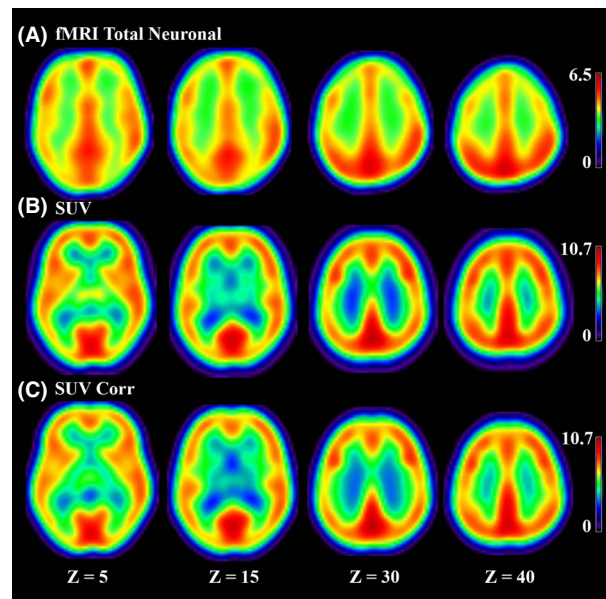 (A) fMRI Total Neuronal
6.5
0
(B) SUV
10.7
0
(C) SUV Corr
10.7
0
Z = 5 Z = 15 Z = 30 Z = 40